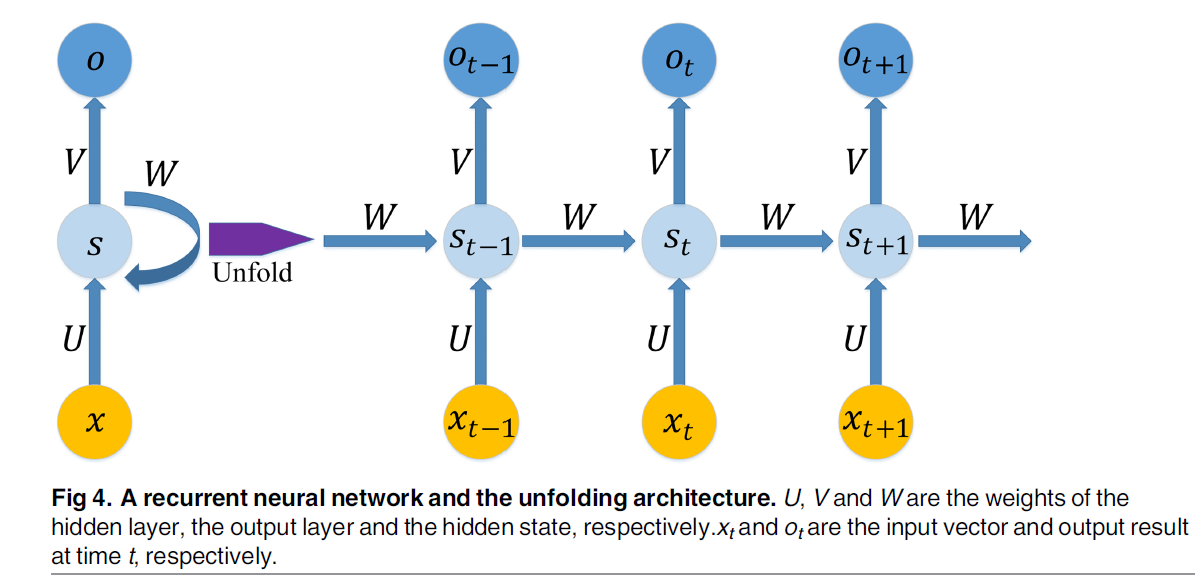 o o_{t−1} o_t o_{t+1}
V W V V V
s W s_{t−1} W s_t W s_{t+1} W
Unfold
U U U U
x x_{t−1} x_t x_{t+1}
Fig 4. A recurrent neural network and the unfolding architecture. U, V and W are the weights of the
hidden layer, the output layer and the hidden state, respectively.x_t and o_t are the input vector and output result
at time t, respectively.